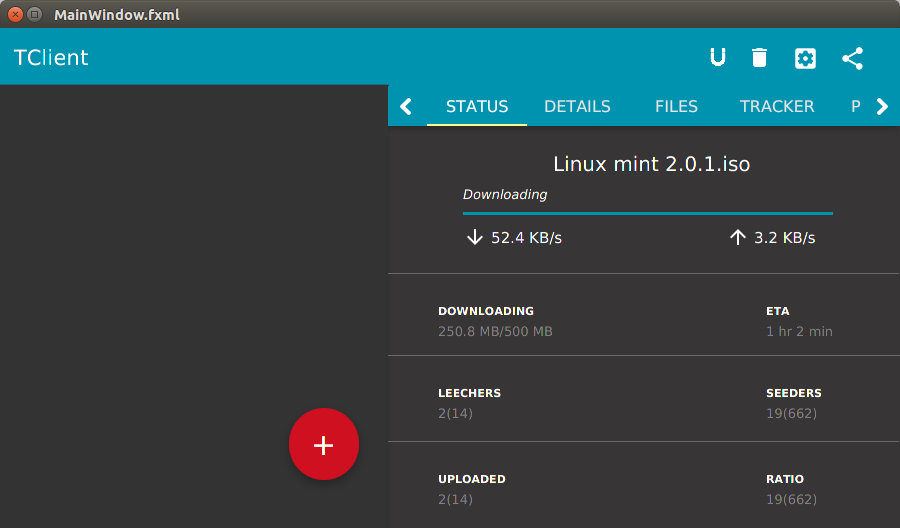 MainWindow.fxml
TClient
STATUS DETAILS FILES TRACKER P
Linux mint 2.0.1.iso
Downloading
52.4 KB/s 3.2 KB/s
DOWNLOADING ETA
250.8 MB/500 MB 1 hr 2 min
LEECHERS SEEDERS
2(14) 19(662)
UPLOADED RATIO
2(14) 19(662)